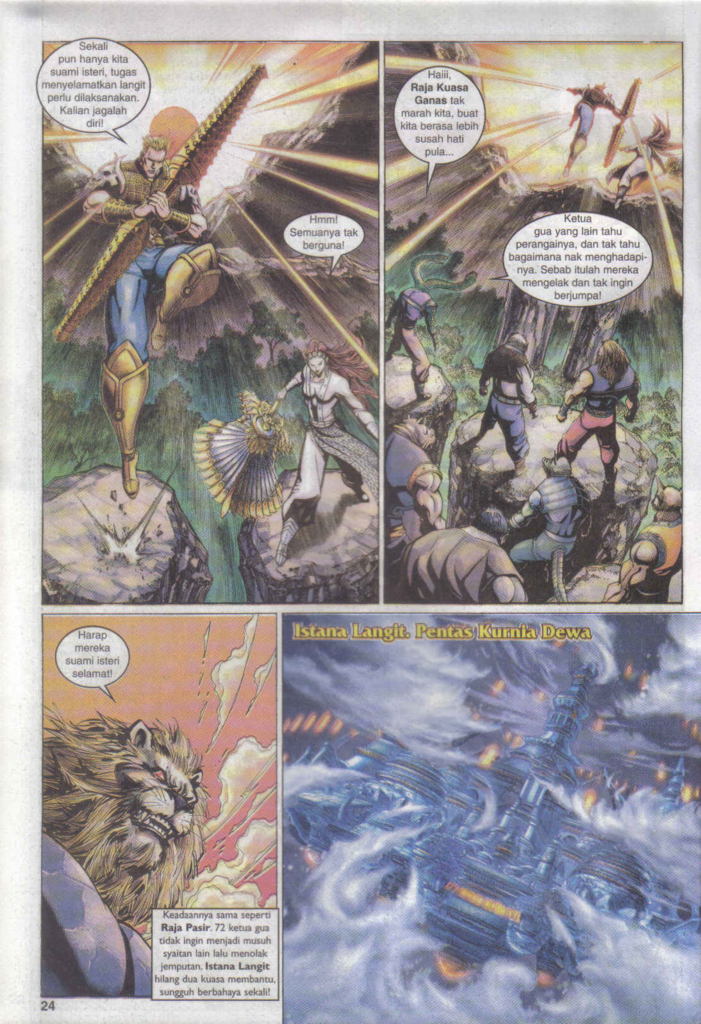 Sekali
pun hanya kita
suami isteri, tugas
menyelamatkan langit
perlu dilaksanakan.
Kalian jagalah
diri!
Hmm!
Semuanya tak
berguna!
Haiii,
Raja Kuasa
Ganas tak
marah kita, buat
kita berasa lebih
susah hati
pula...
Ketua
gua yang lain tahu
perangainya, dan tak tahu
bagaimana nak menghadapi-
nya. Sebab itulah mereka
mengelak dan tak ingin
berjumpa!
Harap
mereka
suami isteri
selamat!
Keadaannya sama seperti
Raja Pasir. 72 ketua gua
tidak ingin menjadi musuh
syaitan lain lalu menolak
jemputan. Istana Langit
hilang dua kuasa membantu,
sungguh berbahaya sekali!
Istana Langit. Pentas Kurnia Dewa
24